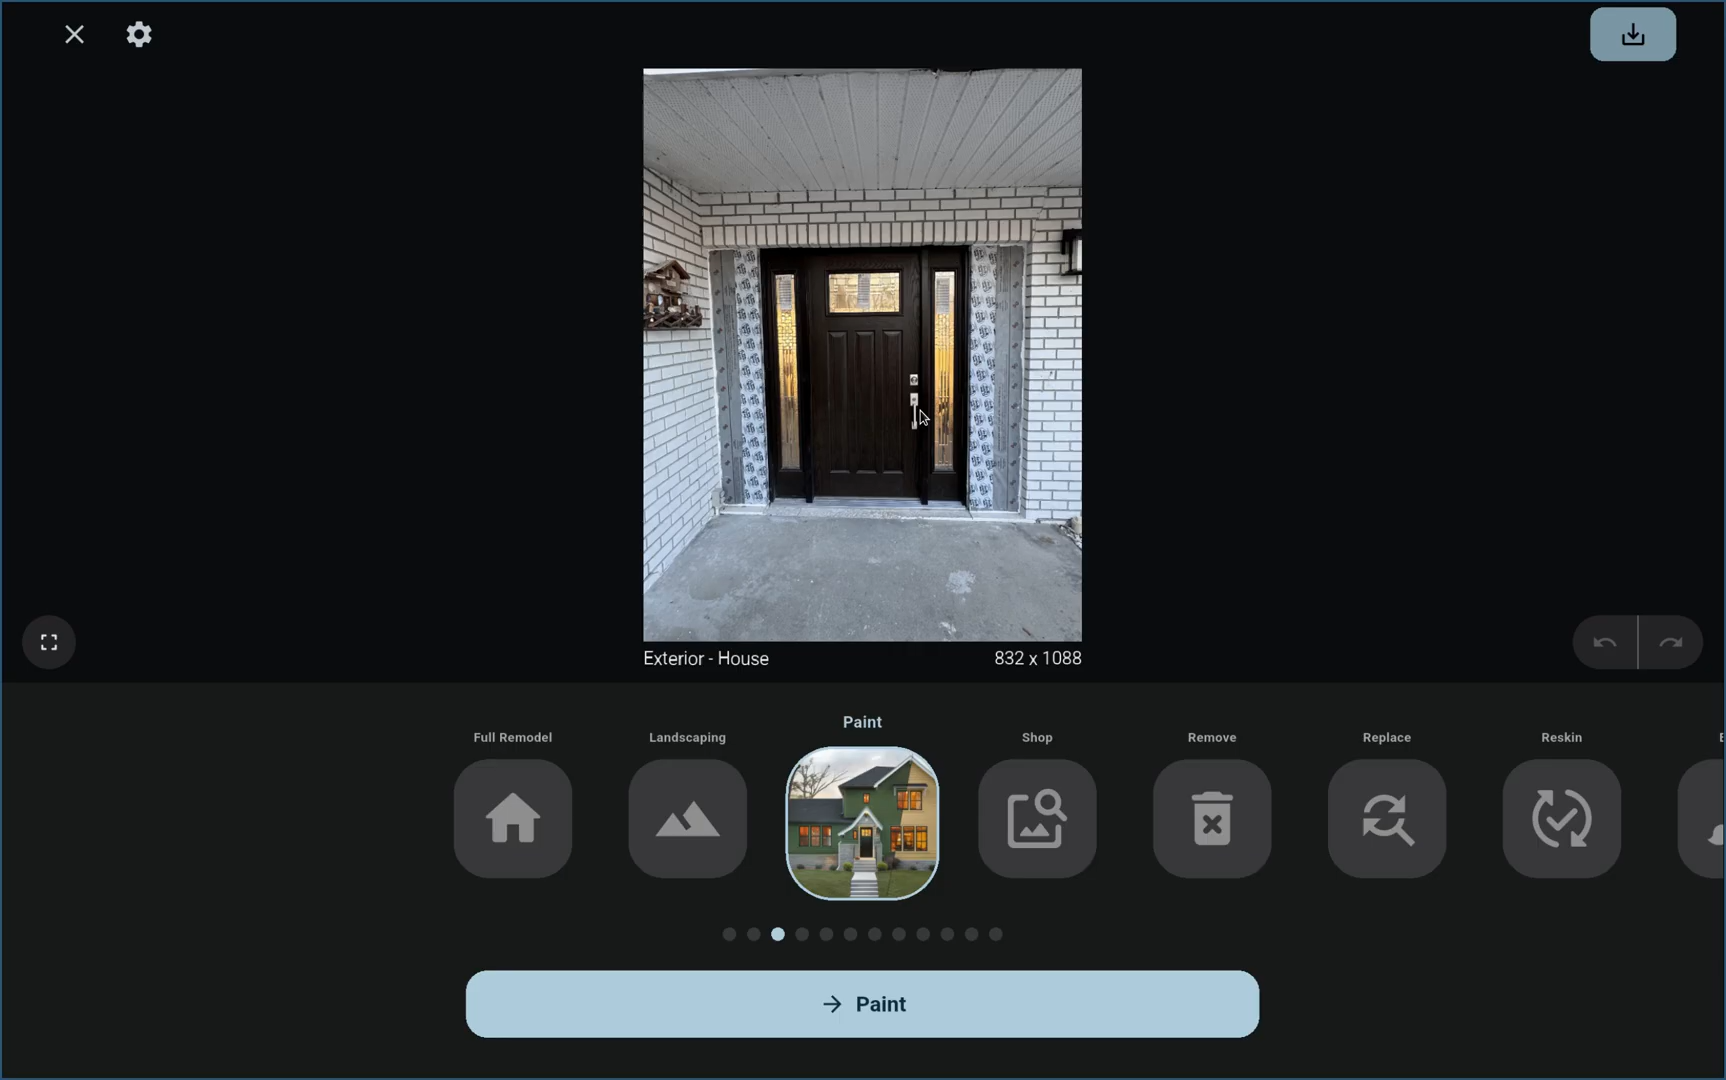 Exterior - House
832 x 1088
Full Remodel
Landscaping
Paint
Shop
Remove
Replace
Reskin
Paint